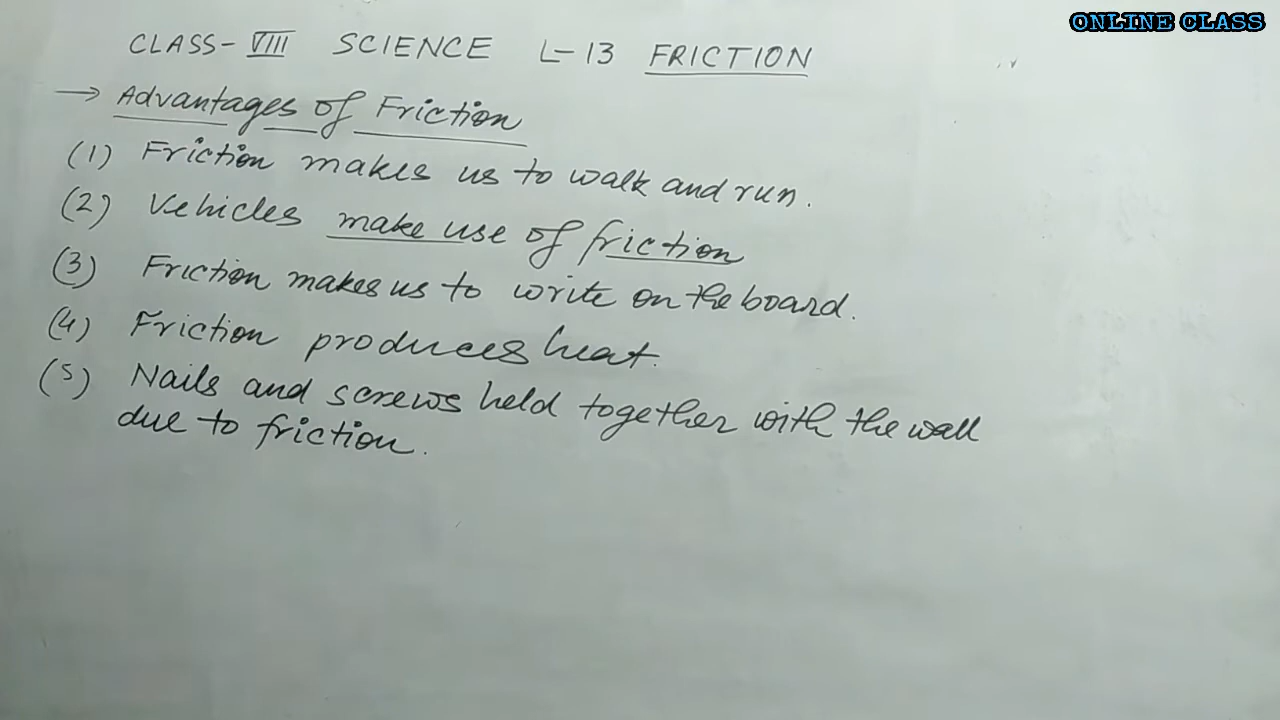 ONLINE CLASS
CLASS- VIII SCIENCE L-13 FRICTION
→ Advantages of Friction
(1) Friction makes us to walk and run.
(2) Vehicles make use of friction
(3) Friction makes us to write on the board.
(4) Friction produces heat.
(5) Nails and screws held together with the wall
due to friction.